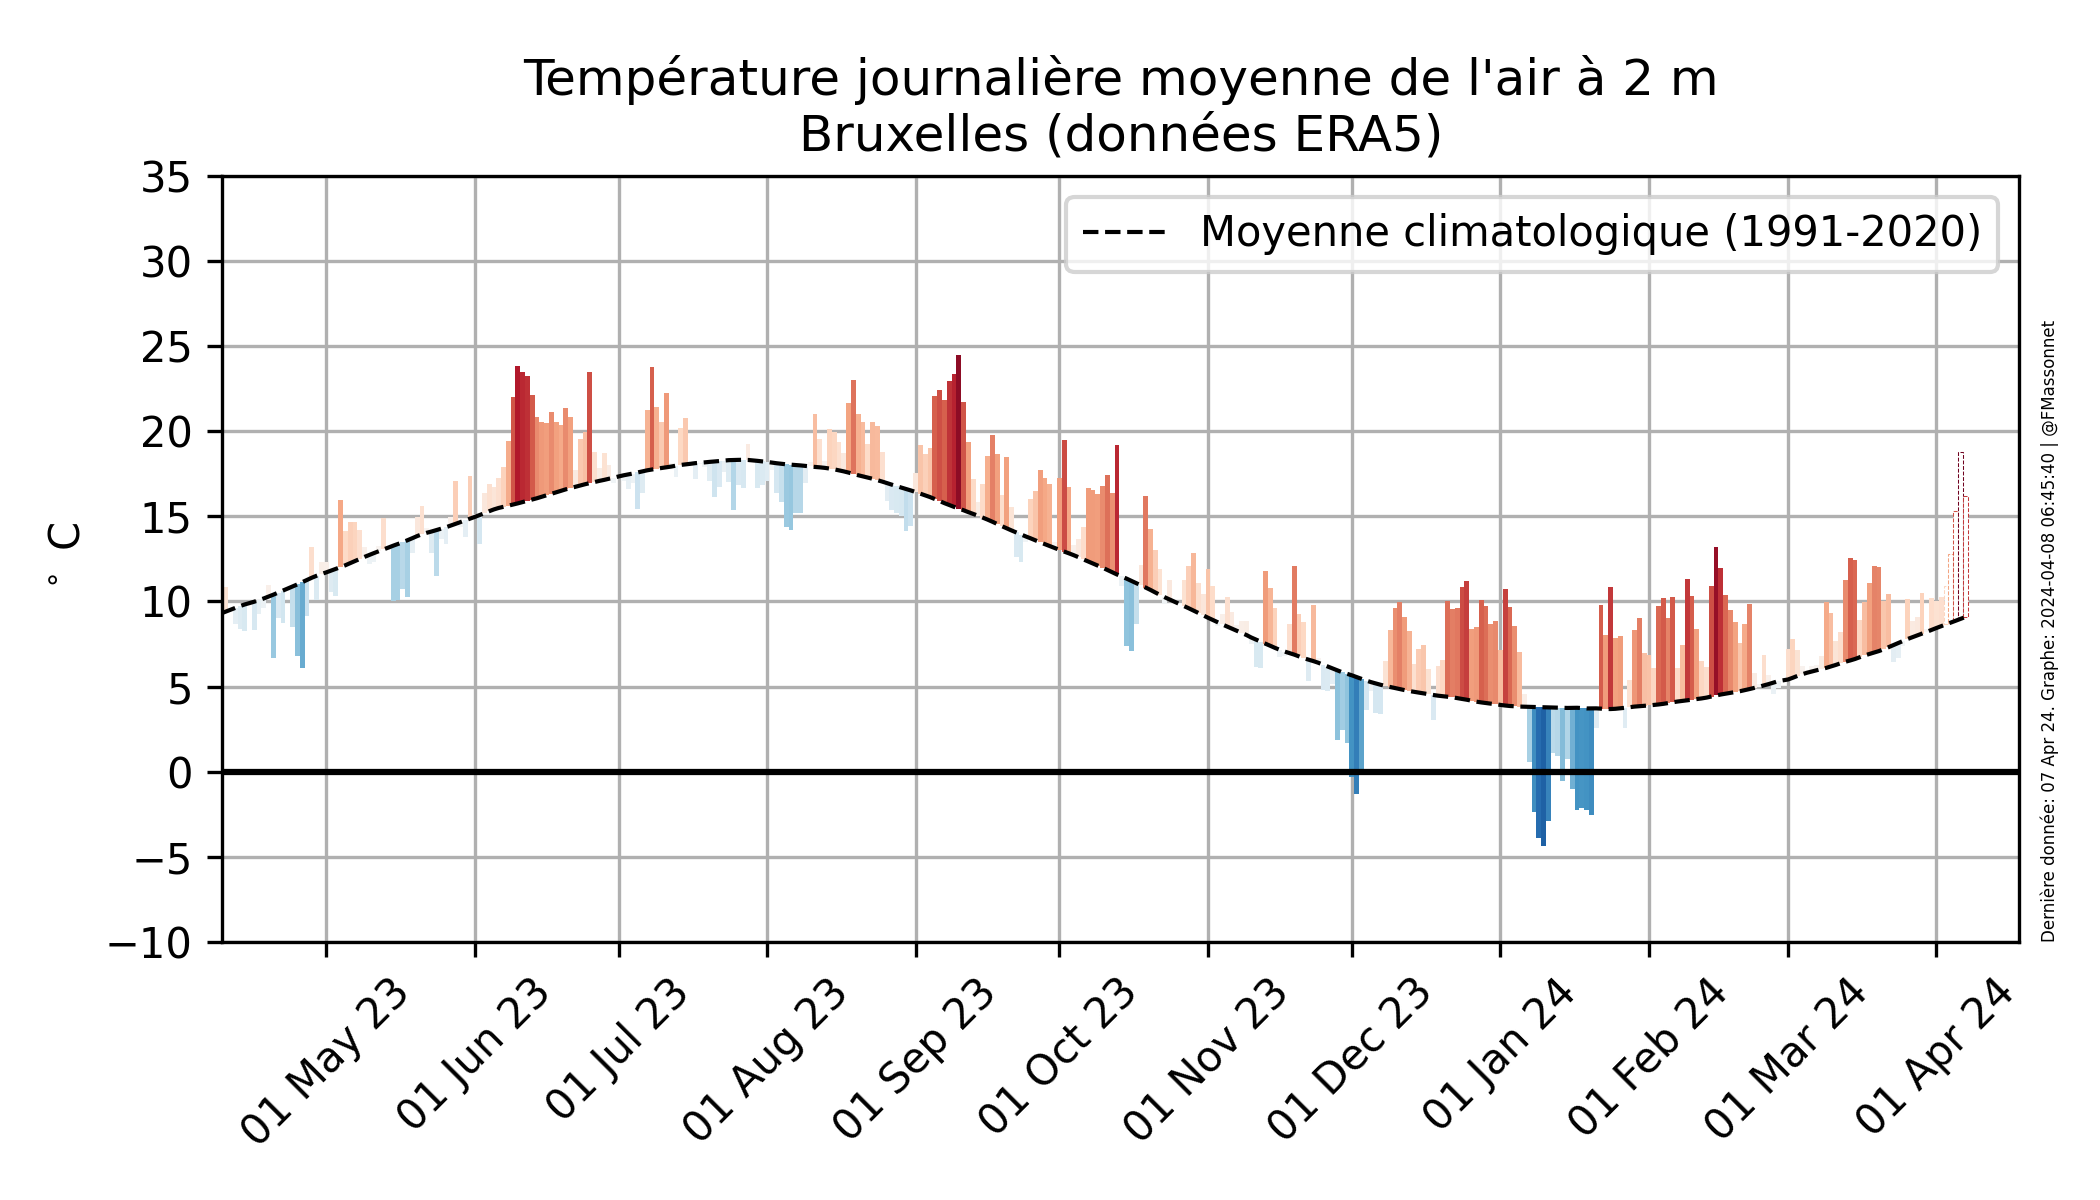 Température journalière moyenne de l'air à 2 m
Bruxelles (données ERA5)
35
30
25
20
15
10
5
0
−5
−10
° C
Moyenne climatologique (1991-2020)
01 May 23
01 Jun 23
01 Jul 23
01 Aug 23
01 Sep 23
01 Oct 23
01 Nov 23
01 Dec 23
01 Jan 24
01 Feb 24
01 Mar 24
01 Apr 24
Dernière donnée: 07 Apr 24. Graphe: 2024-04-08 06:45:40 | @FMassonnet